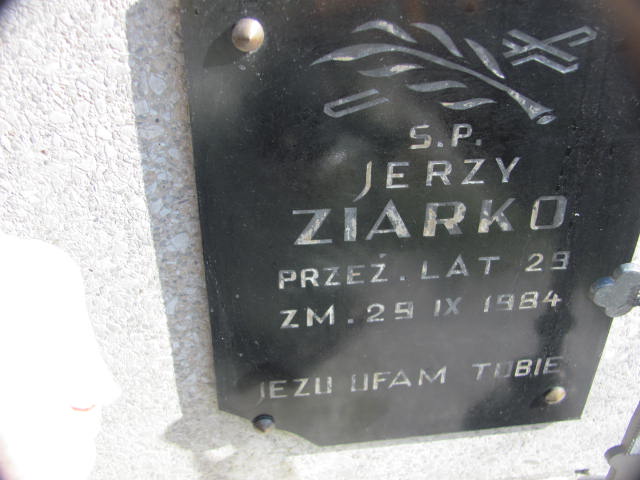 S.P.
JERZY
ZIARKO
PRZEŻ. LAT 29
ZM. 29 IX 1984
JEZU UFAM TOBIE